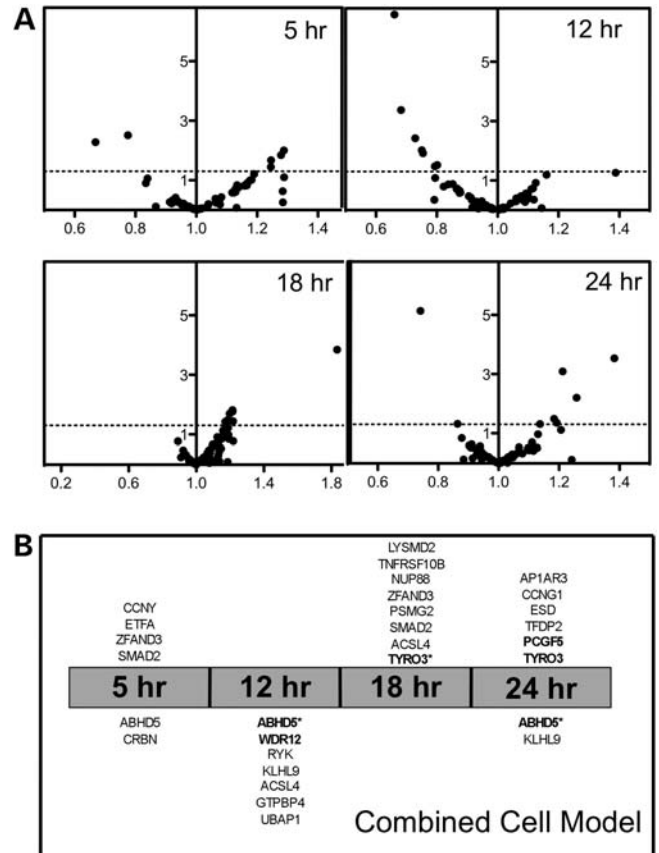 A
5 hr
12 hr
5
3
1
0.6 0.8 1.0 1.2 1.4
5
3
1
0.6 0.8 1.0 1.2 1.4
18 hr
24 hr
5
3
1
0.2 0.6 1.0 1.4 1.8
5
3
1
0.6 0.8 1.0 1.2 1.4
B
CCNY
ETFA
ZFAND3
SMAD2
LYSMD2
TNFRSF10B
NUP88
ZFAND3
PSMG2
SMAD2
ACSL4
TYRO3*
AP1AR3
CCNG1
ESD
TFDP2
PCGF5
TYRO3
5 hr 12 hr 18 hr 24 hr
ABHD5
CRBN
ABHD5*
WDR12
RYK
KLHL9
ACSL4
GTPBP4
UBAP1
ABHD5*
KLHL9
Combined Cell Model